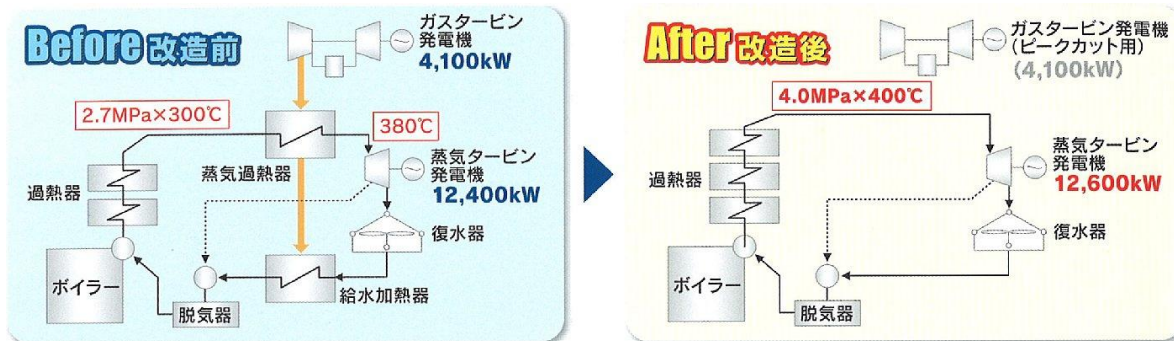 Before 改造前
ガスタービン
発電機
4,100kW
2.7MPa×300℃
380℃
過熱器
蒸気過熱器
蒸気タービン
発電機
12,400kW
復水器
ボイラー
脱気器
給水加熱器
After 改造後
ガスタービン発電機
(ピークカット用)
(4,100kW)
4.0MPa×400℃
過熱器
蒸気タービン
発電機
12,600kW
復水器
ボイラー
脱気器